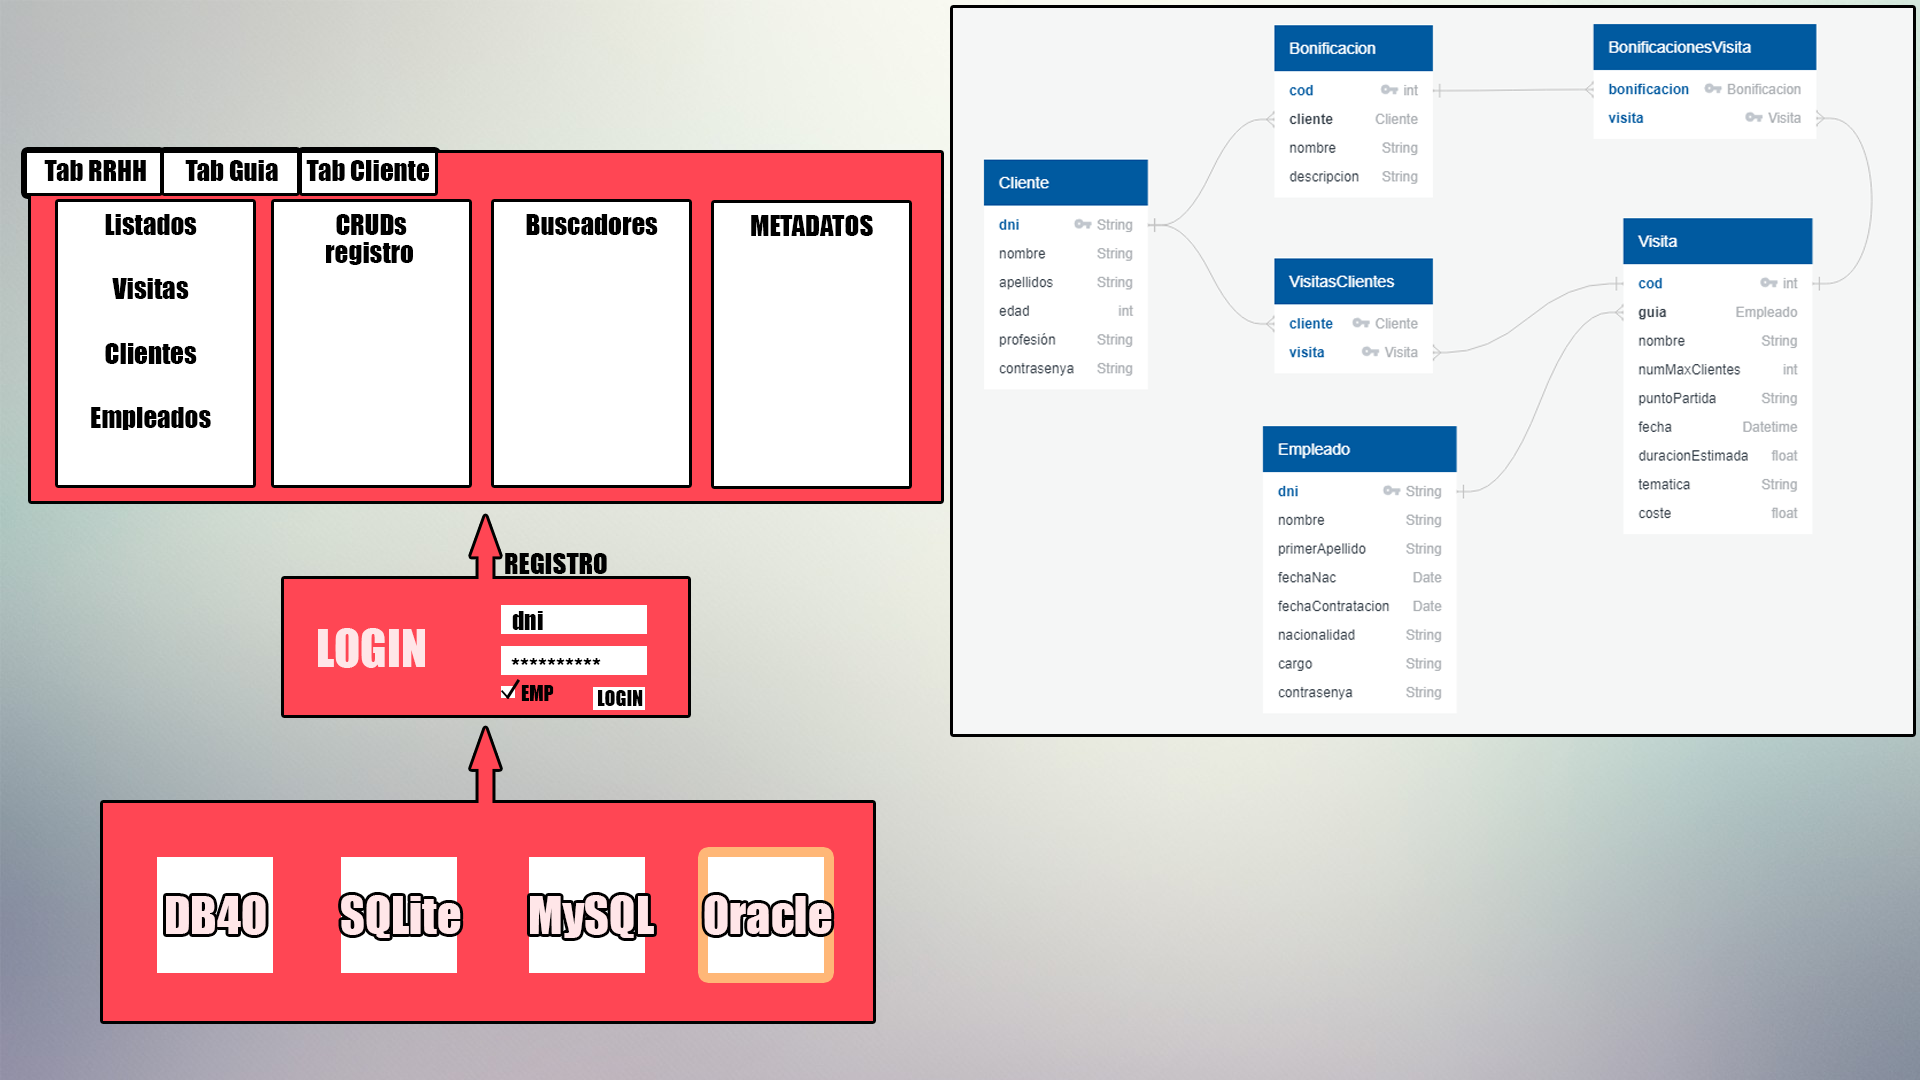 Tab RRHH
Tab Guia
Tab Cliente
Listados
Visitas
Clientes
Empleados
CRUDs
registro
Buscadores
METADATOS
REGISTRO
LOGIN
dni
**********
EMP
LOGIN
DB4O
SQLite
MySQL
Oracle
Cliente
dni String
nombre String
apellidos String
edad int
profesión String
contrasenya String
Bonificacion
cod int
cliente Cliente
nombre String
descripcion String
VisitasClientes
cliente Cliente
visita Visita
Empleado
dni String
nombre String
primerApellido String
fechaNac Date
fechaContratacion Date
nacionalidad String
cargo String
contrasenya String
BonificacionesVisita
bonificacion Bonificacion
visita Visita
Visita
cod int
guia Empleado
nombre String
numMaxClientes int
puntoPartida String
fecha Datetime
duracionEstimada float
tematica String
coste float